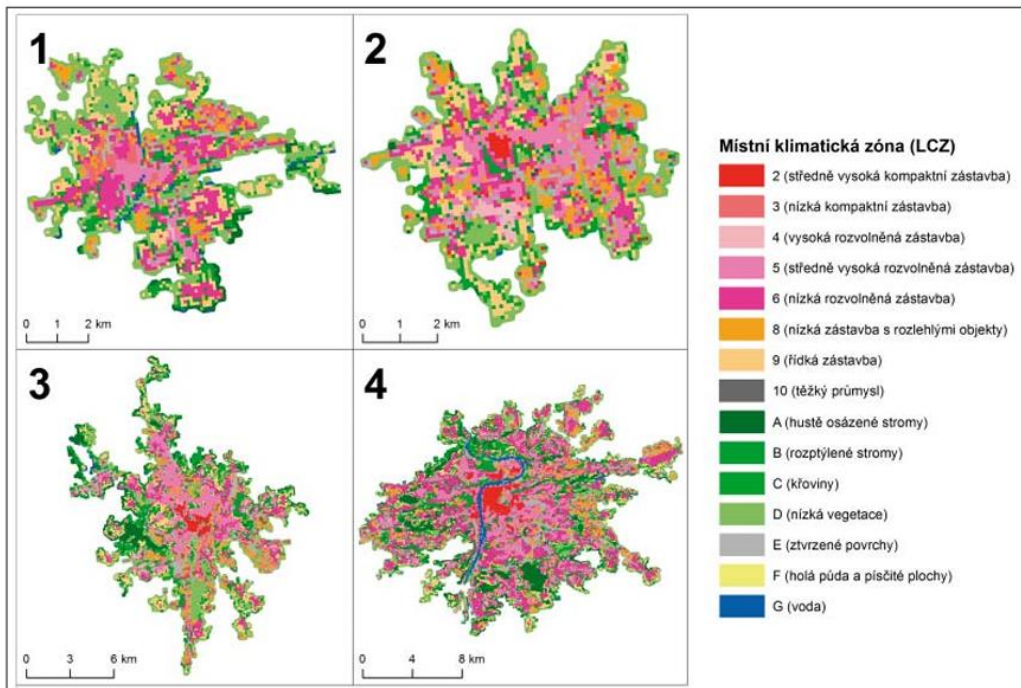 1
2
0 1 2 km
0 1 2 km
3
4
0 3 6 km
0 4 8 km
Místní klimatická zóna (LCZ)
2 (středně vysoká kompaktní zástavba)
3 (nízká kompaktní zástavba)
4 (vysoká rozvolněná zástavba)
5 (středně vysoká rozvolněná zástavba)
6 (nízká rozvolněná zástavba)
8 (nízká zástavba s rozlehlými objekty)
9 (řídká zástavba)
10 (těžký průmysl)
A (hustě osázené stromy)
B (rozptýlené stromy)
C (křoviny)
D (nízká vegetace)
E (ztvrzené povrchy)
F (holá půda a písčité plochy)
G (voda)